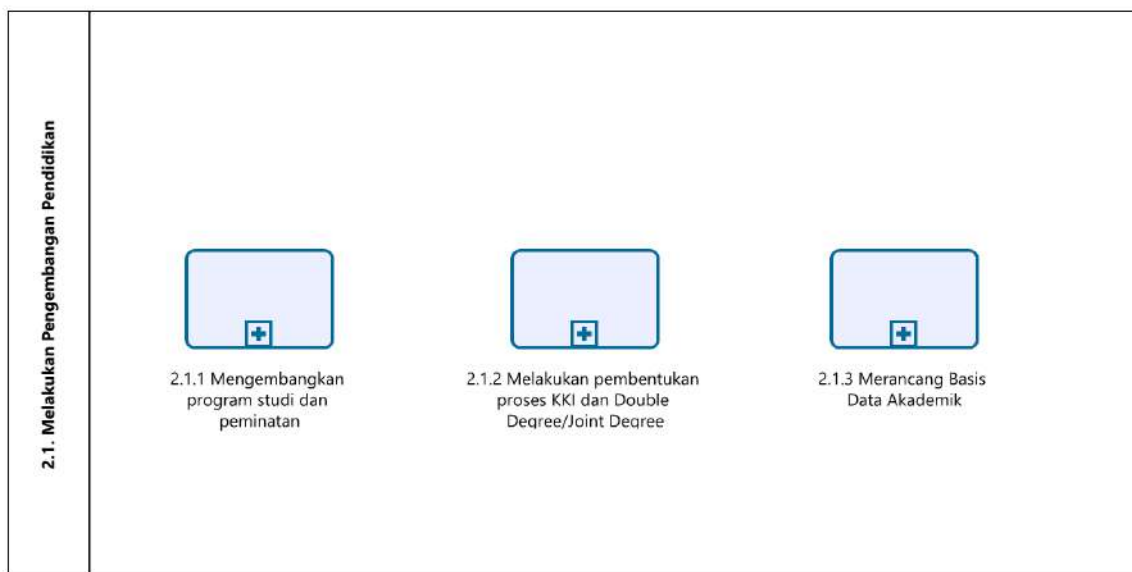 2.1. Melakukan Pengembangan Pendidikan
2.1.1 Mengembangkan
program studi dan
peminatan
2.1.2 Melakukan pembentukan
proses KKI dan Double
Degree/Joint Degree
2.1.3 Merancang Basis
Data Akademik